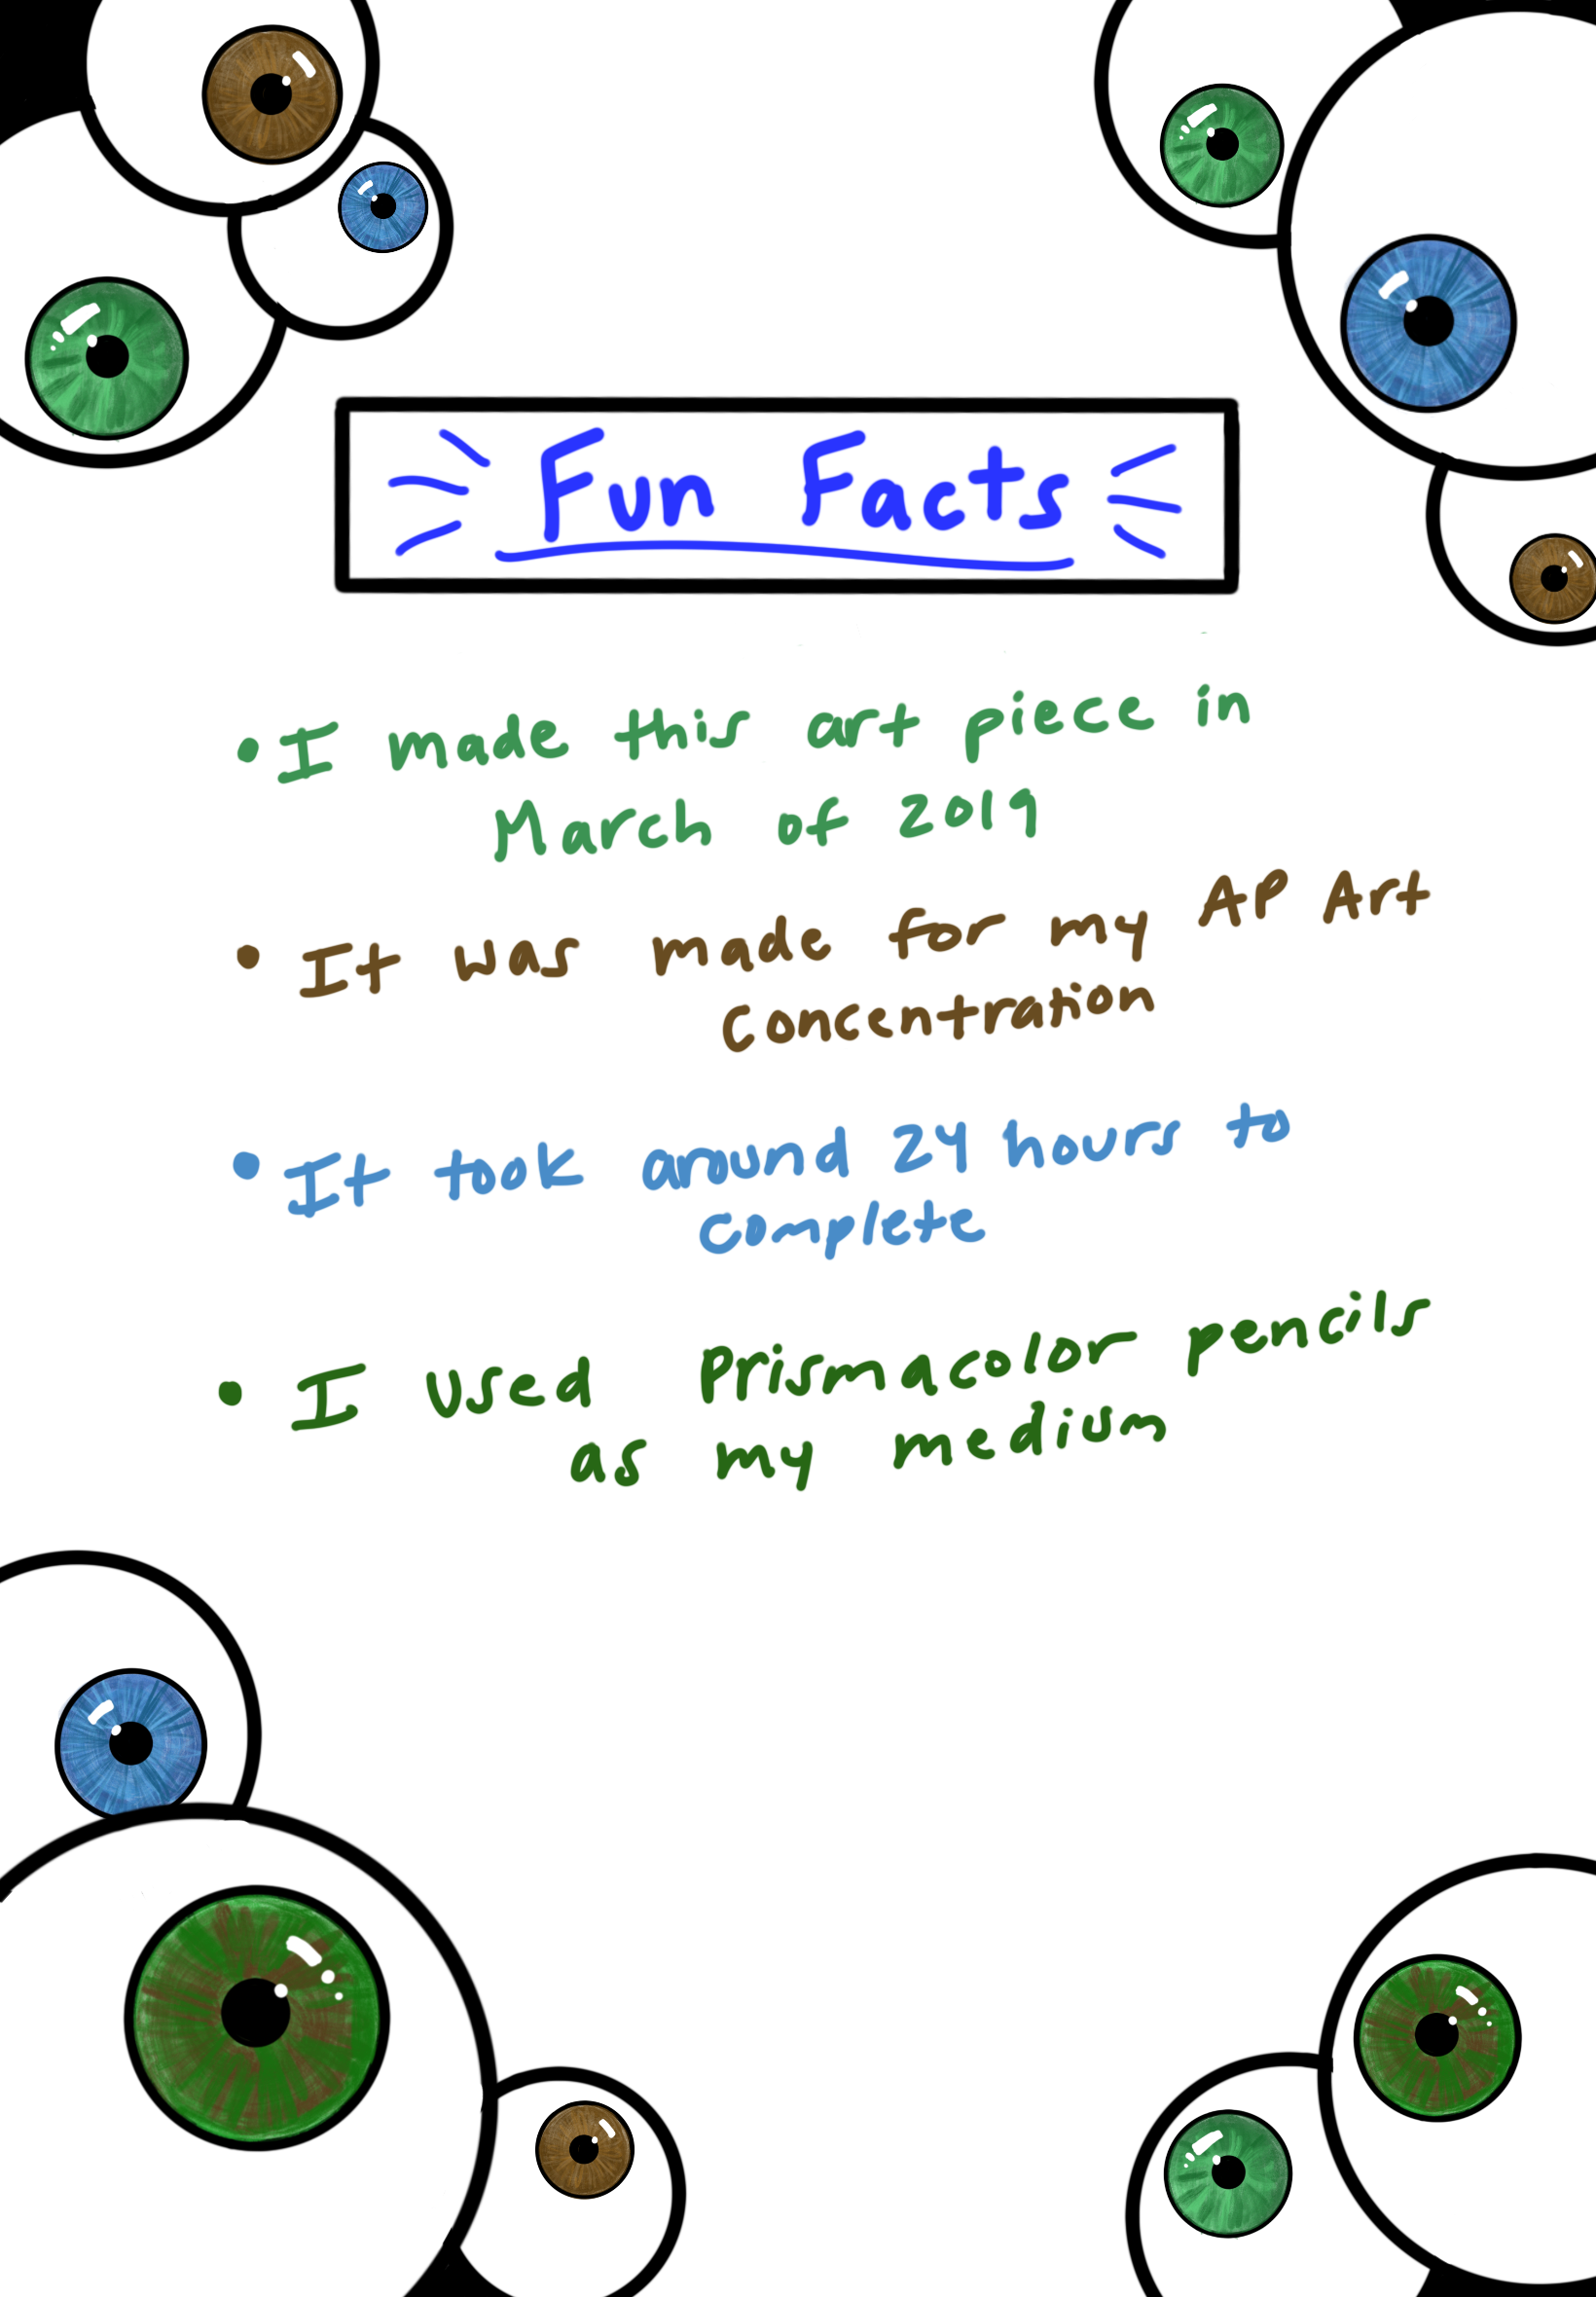 Fun Facts
• I made this art piece in
March of 2019
• It was made for my AP Art
Concentration
• It took around 24 hours to
complete
• I used Prismacolor pencils
as my medium